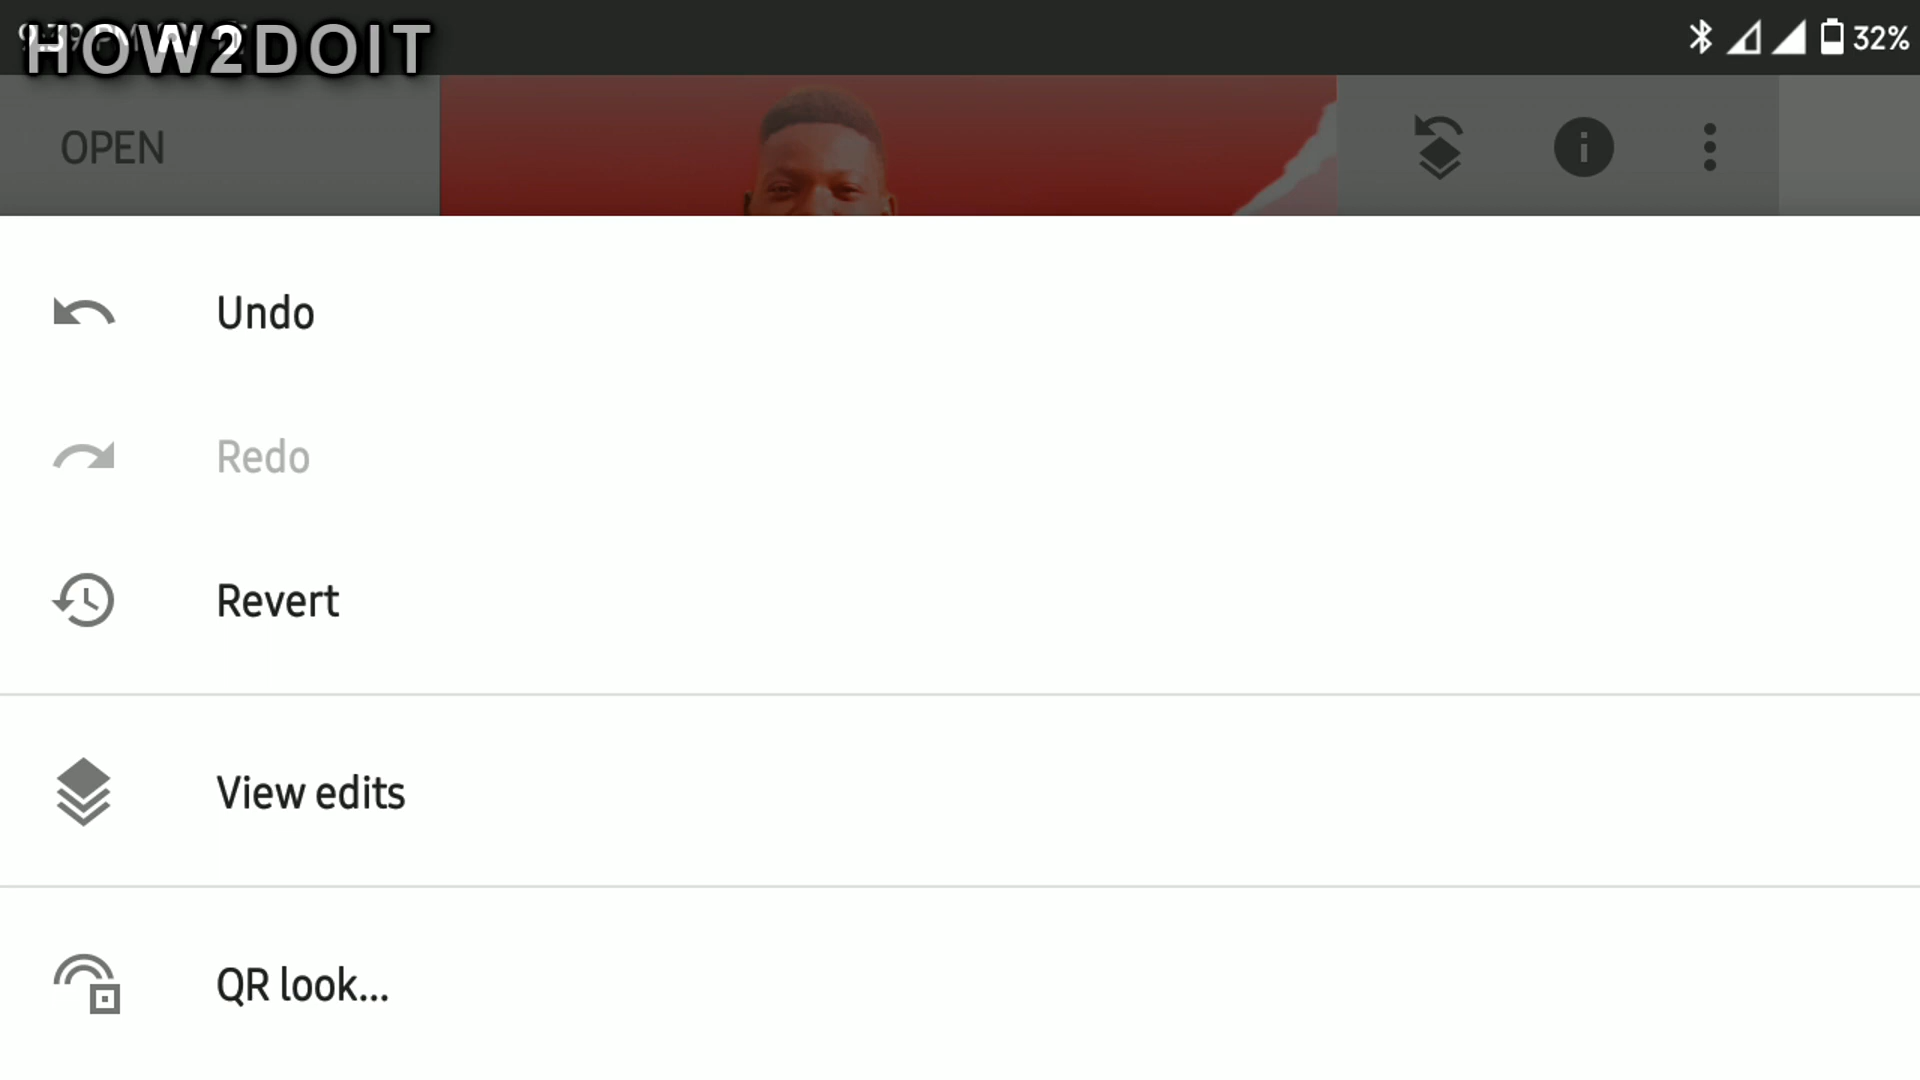 HOW2DOIT
32%
OPEN
Undo
Redo
Revert
View edits
QR look...